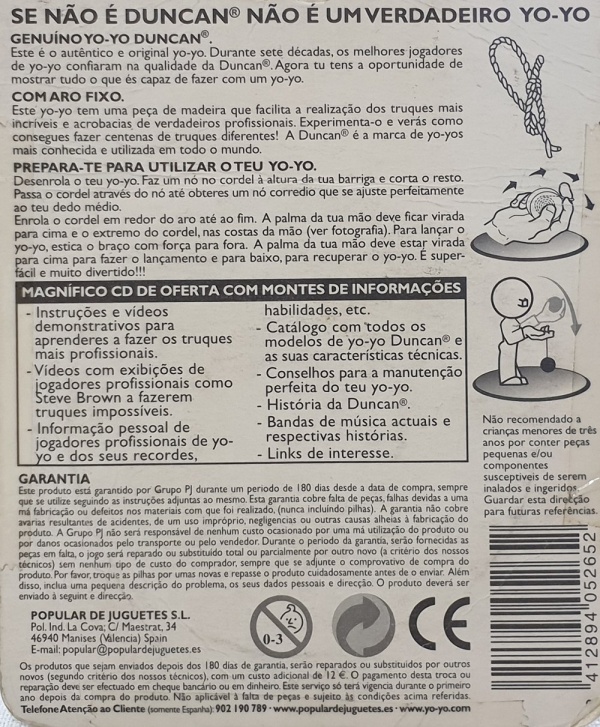 SE NÃO É DUNCAN® NÃO É UM VERDADEIRO YO-YO
GENUÍNO YO-YO DUNCAN®.
Este é o autêntico e original yo-yo. Durante sete décadas, os melhores jogadores
de yo-yo confiaram na qualidade da Duncan®. Agora tu tens a oportunidade de
mostrar tudo o que és capaz de fazer com um yo-yo.
COM ARO FIXO.
Este yo-yo tem uma peça de madeira que facilita a realização dos truques mais
incríveis e acrobacias de verdadeiros profissionais. Experimenta-o e verás como
consegues fazer centenas de truques diferentes! A Duncan® é a marca de yo-yos
mais conhecida e utilizada em todo o mundo.
PREPARA-TE PARA UTILIZAR O TEU YO-YO.
Desenrola o teu yo-yo. Faz um nó no cordel à altura da tua barriga e corta o resto.
Passa o cordel através do nó até obteres um nó corredio que se ajuste perfeitamente
ao teu dedo médio.
Enrola o cordel em redor do aro até ao fim. A palma da tua mão deve ficar virada
para cima e o extremo do cordel, nas costas da mão (ver fotografia). Para lançar o
yo-yo, estica o braço com força para fora. A palma da tua mão deve estar virada
para cima para fazer o lançamento e para baixo, para recuperar o yo-yo. É super-
fácil e muito divertido!!!
MAGNÍFICO CD DE OFERTA COM MONTES DE INFORMAÇÕES
- Instruções e vídeos
demonstrativos para
aprenderes a fazer os truques
mais profissionais.
- Vídeos com exibições de
jogadores profissionais como
Steve Brown a fazerem
truques impossíveis.
- Informação pessoal de
jogadores profissionais de yo-
yo e dos seus recordes,
habilidades, etc.
- Catálogo com todos os
modelos de yo-yo Duncan® e
as suas características técnicas.
- Conselhos para a manutenção
perfeita do teu yo-yo.
- História da Duncan®.
- Bandas de música actuais e
respectivas histórias.
- Links de interesse.
Não recomendado a
crianças menores de três
anos por conter peças
pequenas e/ou
componentes
susceptiveis de serem
inalados e ingeridos.
Guardar esta direcção
para futuras referências.
GARANTIA
Este produto está garantido por Grupo PJ durante um periodo de 180 dias desde a data de compra, sempre
que se utilize seguindo as instruções adjuntas ao mesmo. Esta garantia cobre falta de peças, falhas devidas a uma
má fabricação ou defeitos nos materiais com que foi realizado, (nunca incluindo pilhas). A garantia não cobre
avarias resultantes de acidentes, de um uso impróprio, negligencias ou outras causas alheias à fabricação do
produto. A Grupo PJ não será responsável de nenhum custo ocasionado por uma má utilização do produto ou
por danos ocasionados pelo transporte ou pelo vendedor. Durante o periodo da garantia, serão fornecidas as
peças em falta, o jogo será reparado ou substituído total ou parcialmente por outro novo (a critério dos nossos
técnicos) sem nenhum tipo de custo do comprador, sempre que se adjunte o comprovativo de compra do
produto. Por favor, troque as pilhas por umas novas e repasse o produto cuidadosamente antes de o enviar. Além
disso, inclua uma pequena descrição do problema, os seus dados pessoais e direcção. O produto deverá ser
enviado à seguint e direcção.
POPULAR DE JUGUETES S.L.
Pol. Ind. La Cova; C/ Maestrat, 34
46940 Manises (Valencia) Spain
E-mail: popular@populardejuguetes.es
0-3
CE
412894 052652
Os produtos que sejam enviados depois dos 180 dias de garantia, serão reparados ou substituidos por outros
novos (segundo critério dos nossos técnicos), com um custo adicional de 12 €. O pagamento desta troca ou
reparação deve ser efectuado em cheque bancário ou em dinheiro. Este serviço só terá vigencia durante o primeiro
ano depois da compra do produto. Não aplicável à falta de peças e sujeito às condições acima referidas.
Telefone Atenção ao Cliente (somente Espanha): 902 190 789 · www.populardejuguetes.es · www.yo-yo.com